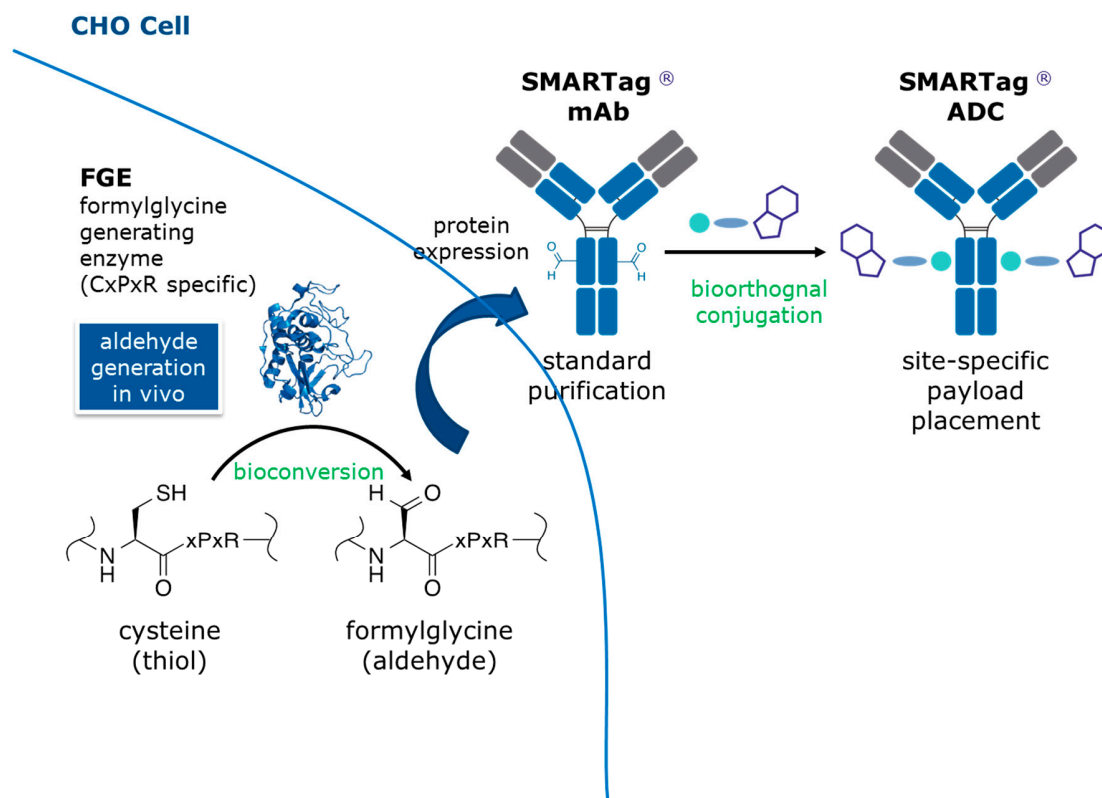 CHO Cell
FGE
formylglycine
generating
enzyme
(CxPxR specific)
aldehyde
generation
in vivo
bioconversion
SH
N
H
O
xPxR
cysteine
(thiol)
H
O
N
H
O
xPxR
formylglycine
(aldehyde)
protein
expression
SMARTag ®
mAb
O
H
O
H
standard
purification
bioorthognal
conjugation
SMARTag ®
ADC
site-specific
payload
placement